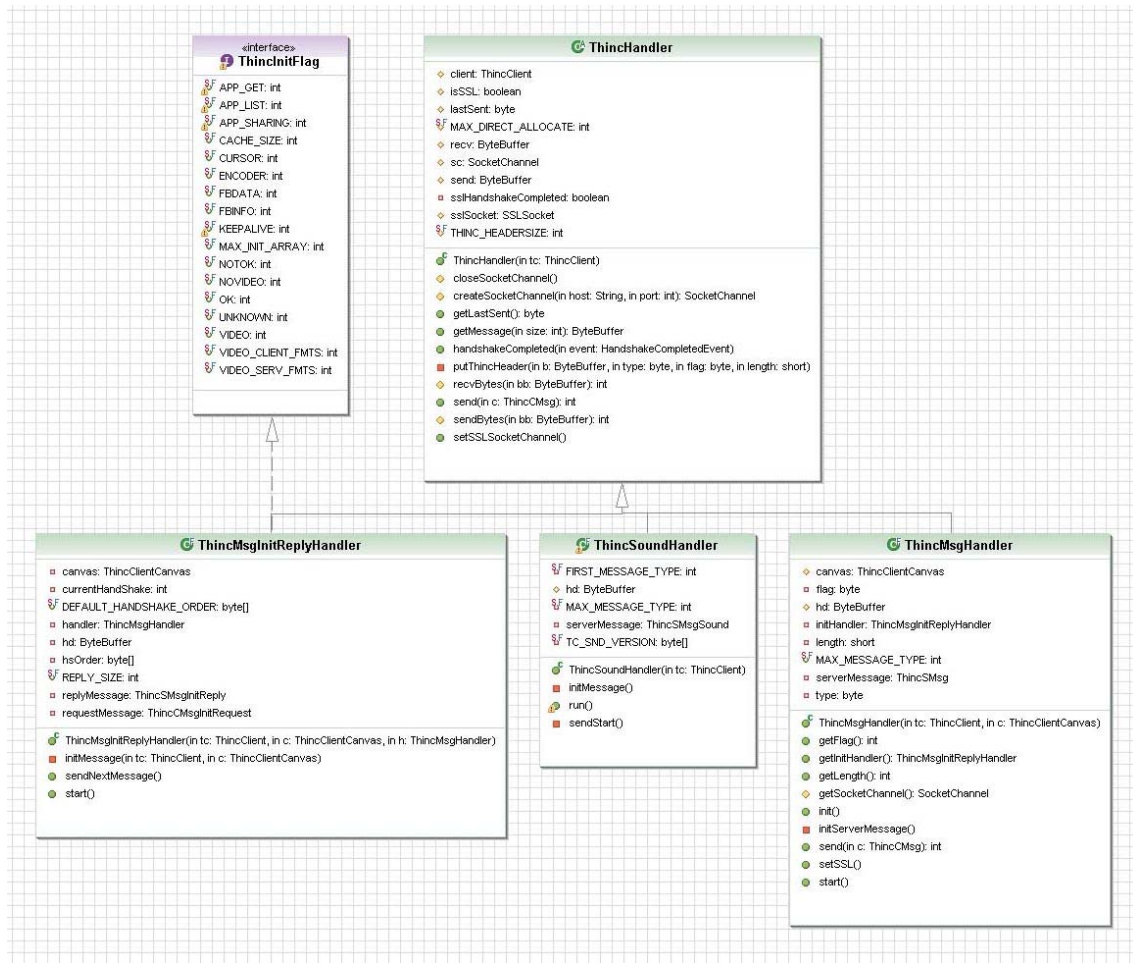 «interface»
ThincInitFlag
APP_GET: int
APP_LIST: int
APP_SHARING: int
CACHE_SIZE: int
CURSOR: int
ENCODER: int
FBDATA: int
FBINFO: int
KEEPALIVE: int
MAX_INIT_ARRAY: int
NOTOK: int
NOVIDEO: int
OK: int
UNKNOWN: int
VIDEO: int
VIDEO_CLIENT_FMTS: int
VIDEO_SERV_FMTS: int
ThincHandler
client: ThincClient
isSSL: boolean
lastSent: byte
MAX_DIRECT_ALLOCATE: int
recv: ByteBuffer
sc: SocketChannel
send: ByteBuffer
sslHandshakeCompleted: boolean
sslSocket: SSLSocket
THINC_HEADERSIZE: int
ThincHandler(in tc: ThincClient)
closeSocketChannel()
createSocketChannel(in host: String, in port: int): SocketChannel
getLastSent(): byte
getMessage(in size: int): ByteBuffer
handshakeCompleted(in event: HandshakeCompletedEvent)
putThincHeader(in b: ByteBuffer, in type: byte, in flag: byte, in length: short)
recvBytes(in bb: ByteBuffer): int
send(in c: ThincCMsg): int
sendBytes(in bb: ByteBuffer): int
setSSLSocketChannel()
ThincMsgInitReplyHandler
canvas: ThincClientCanvas
currentHandShake: int
DEFAULT_HANDSHAKE_ORDER: byte[]
handler: ThincMsgHandler
hd: ByteBuffer
hsOrder: byte[]
REPLY_SIZE: int
replyMessage: ThincSMsgInitReply
requestMessage: ThincCMsgInitRequest
ThincMsgInitReplyHandler(in tc: ThincClient, in c: ThincClientCanvas, in h: ThincMsgHandler)
initMessage(in tc: ThincClient, in c: ThincClientCanvas)
sendNextMessage()
start()
ThincSoundHandler
FIRST_MESSAGE_TYPE: int
hd: ByteBuffer
MAX_MESSAGE_TYPE: int
serverMessage: ThincSMsgSound
TC_SND_VERSION: byte[]
ThincSoundHandler(in tc: ThincClient)
initMessage()
run()
sendStart()
ThincMsgHandler
canvas: ThincClientCanvas
flag: byte
hd: ByteBuffer
initHandler: ThincMsgInitReplyHandler
length: short
MAX_MESSAGE_TYPE: int
serverMessage: ThincSMsg
type: byte
ThincMsgHandler(in tc: ThincClient, in c: ThincClientCanvas)
getFlag(): int
getInitHandler(): ThincMsgInitReplyHandler
getLength(): int
getSocketChannel(): SocketChannel
init()
initServerMessage()
send(in c: ThincCMsg): int
setSSL()
start()